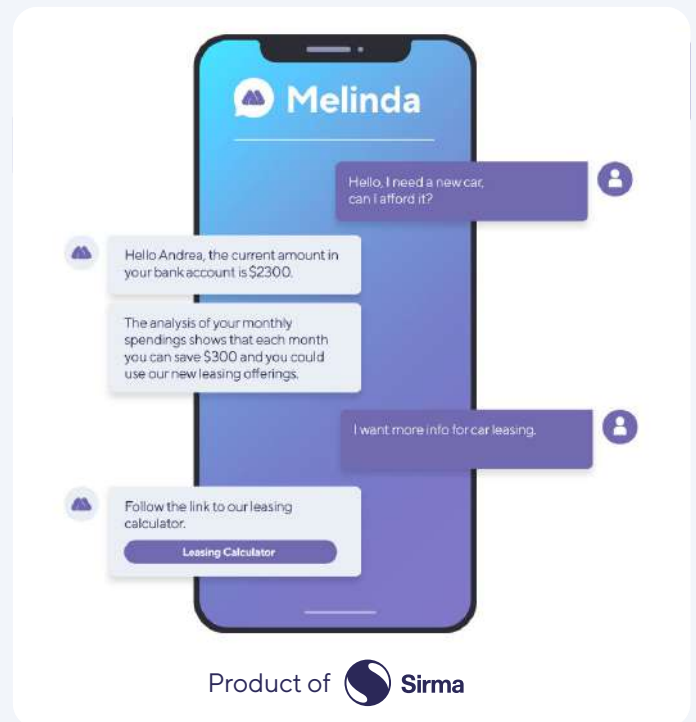 Melinda
Hello, I need a new car,
can I afford it?
Hello Andrea, the current amount in
your bank account is $2300.
The analysis of your monthly
spendings shows that each month
you can save $300 and you could
use our new leasing offerings.
I want more info for car leasing.
Follow the link to our leasing
calculator.
Leasing Calculator
Product of Sirma